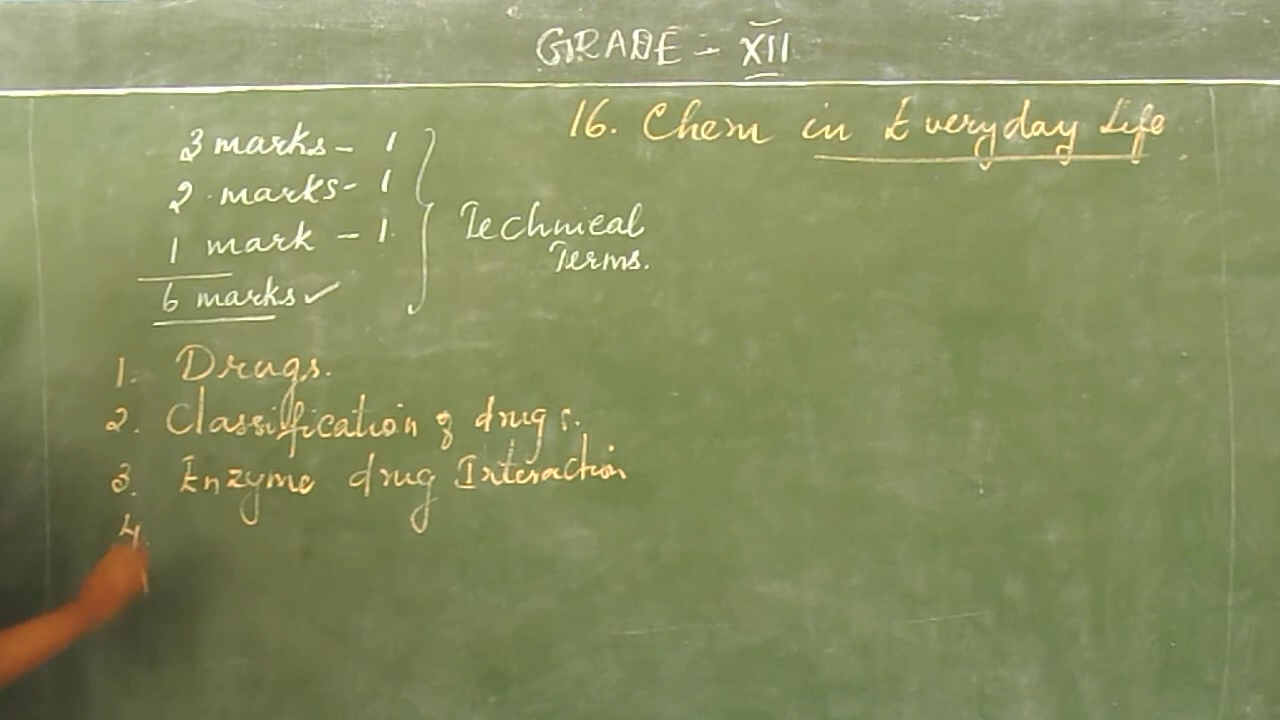 GRADE - XII
16. Chem in Everyday Life
3 marks - 1
2 marks - 1
1 mark - 1
6 marks ✓
Technical
Terms.
1. Drugs.
2. Classification of drugs.
3. Enzyme drug Interaction
4